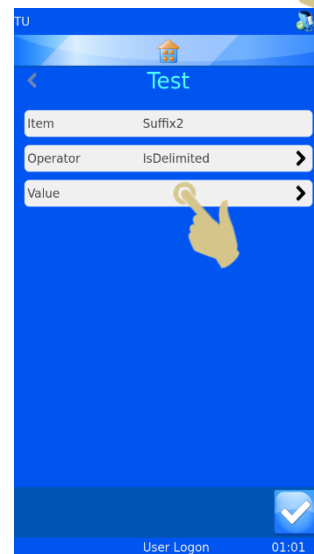 TU
Test
Item Suffix2
Operator IsDelimited
Value
User Logon 01:01